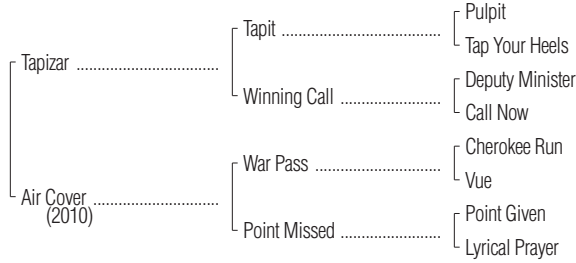 Pulpit
Tapit ........................................
Tap Your Heels
Tapizar ....................................
Deputy Minister
Winning Call .........................
Call Now
Cherokee Run
War Pass ................................
Vue
Air Cover ................................
(2010)
Point Given
Point Missed .........................
Lyrical Prayer